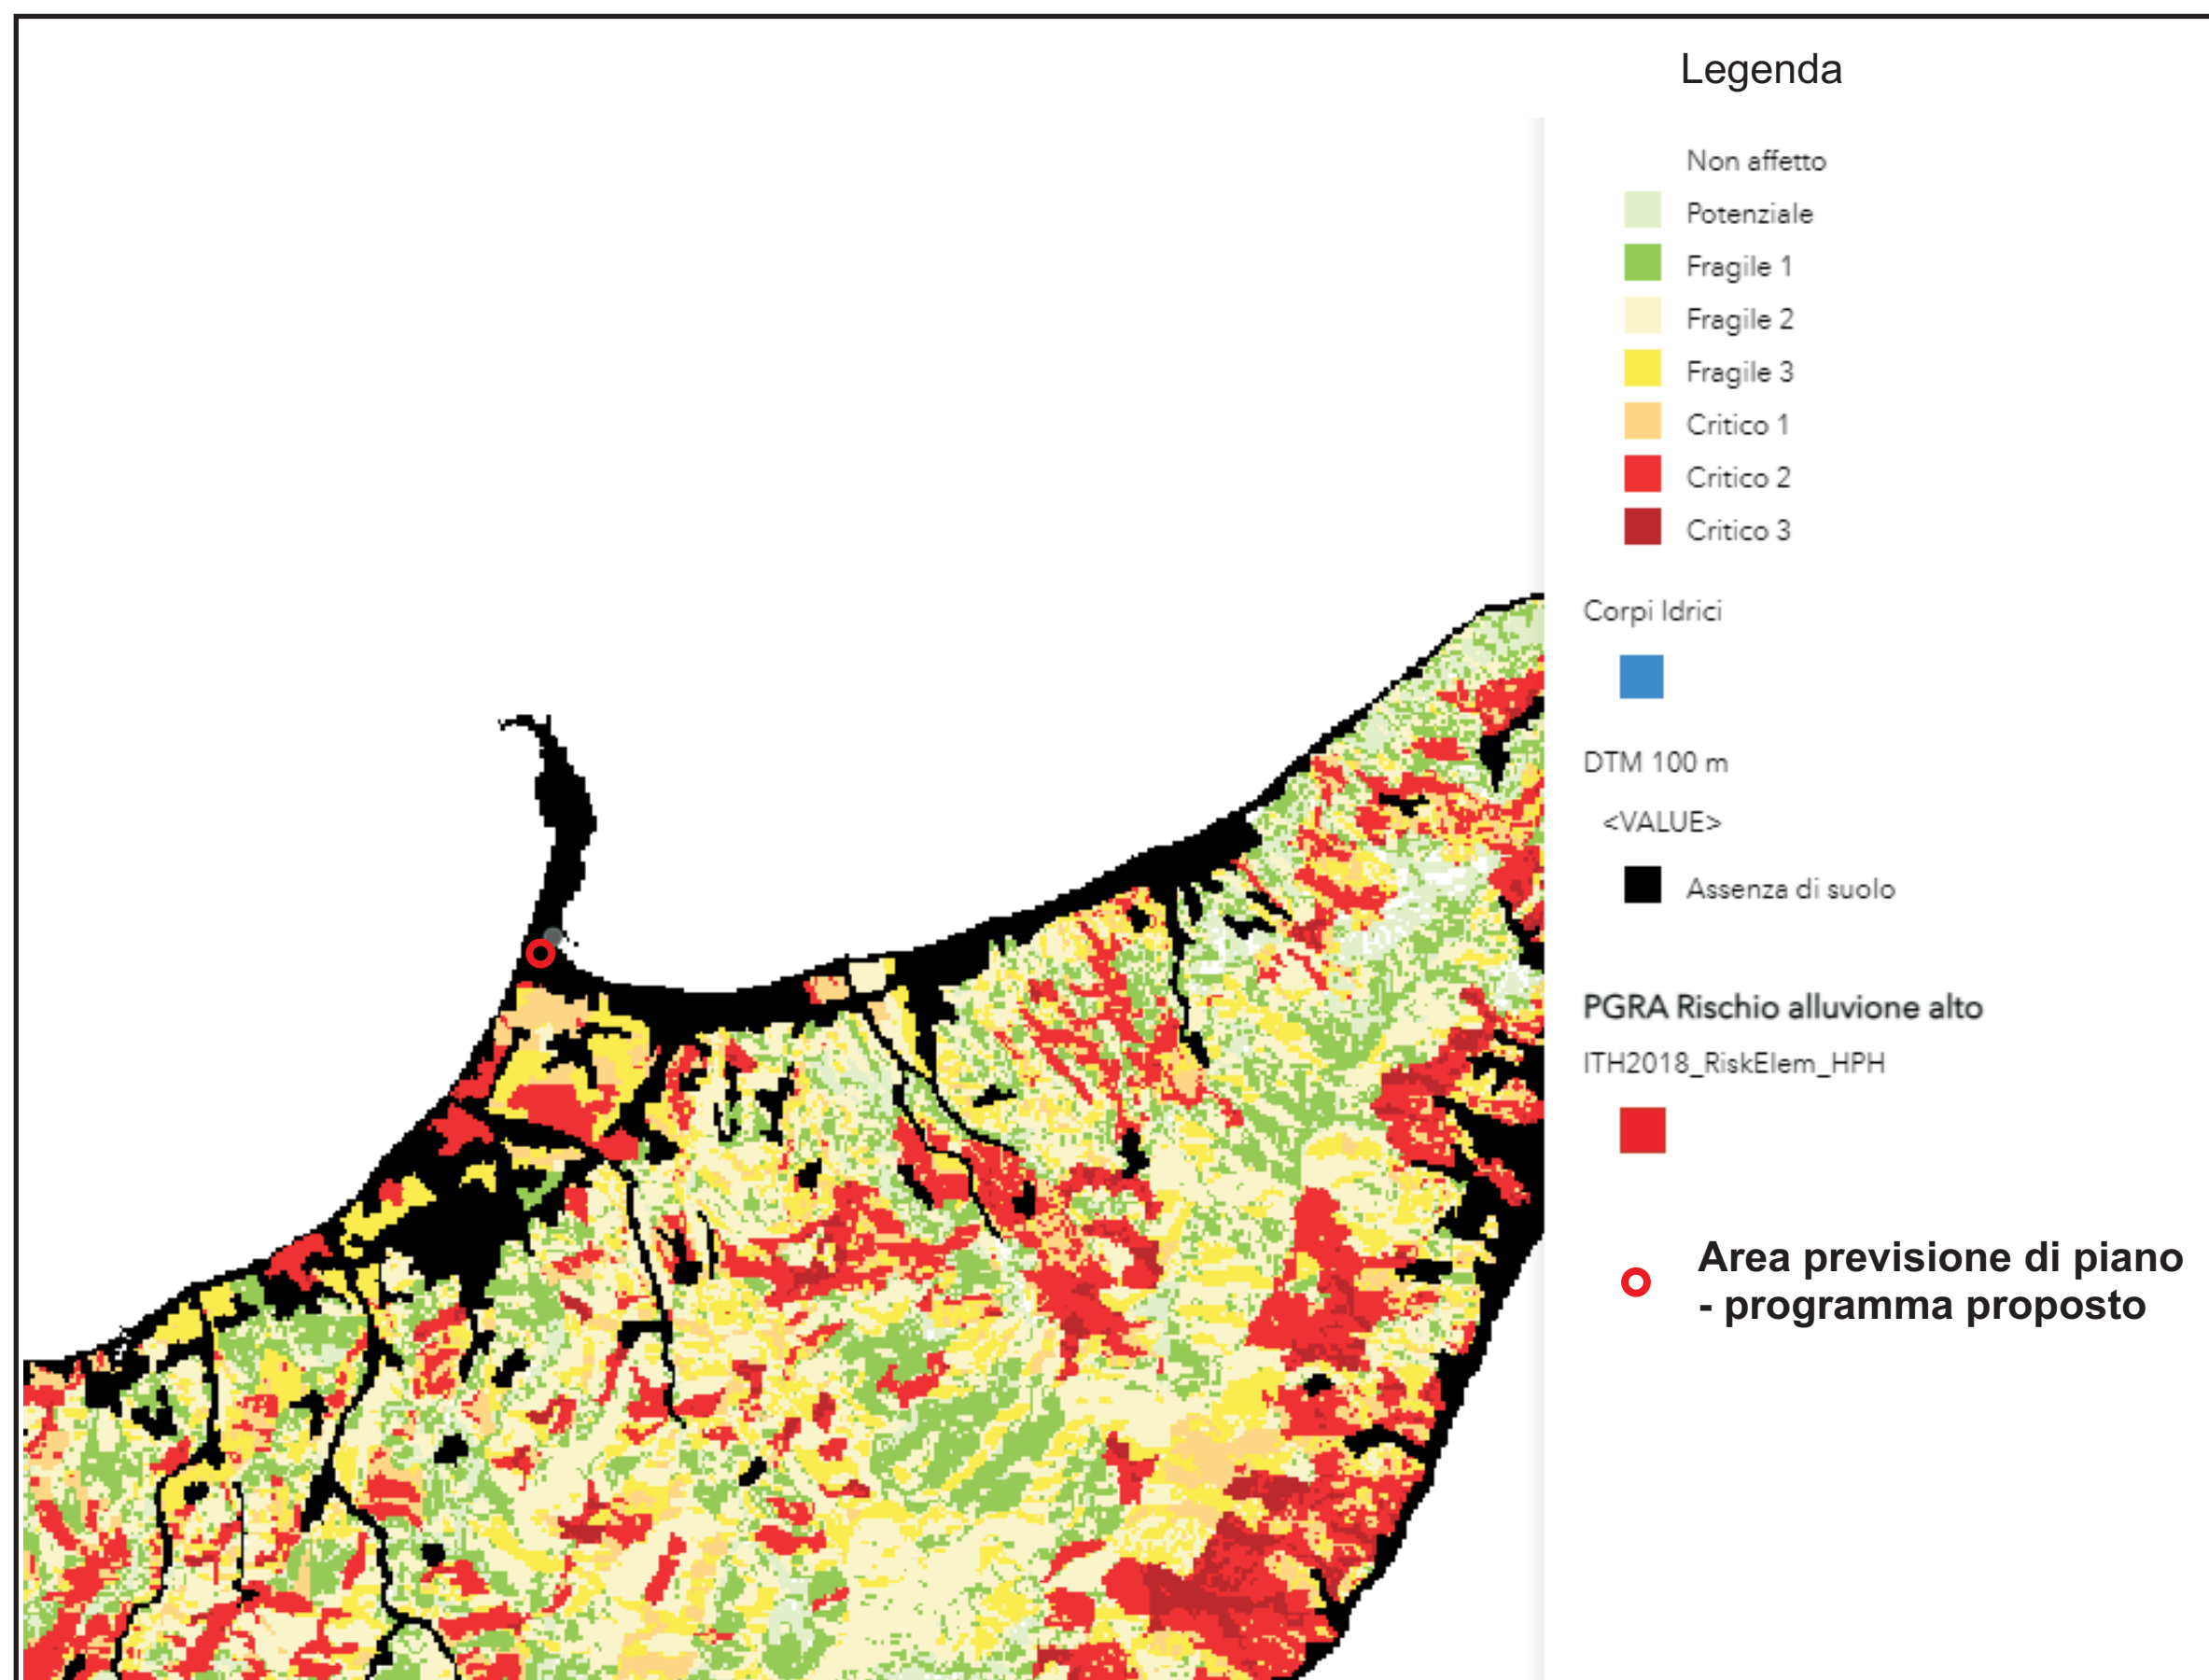 Legenda
Non affetto
Potenziale
Fragile 1
Fragile 2
Fragile 3
Critico 1
Critico 2
Critico 3
Corpi Idrici
DTM 100 m
<VALUE>
Assenza di suolo
PGRA Rischio alluvione alto
ITH2018_RiskElem_HPH
Area previsione di piano
- programma proposto